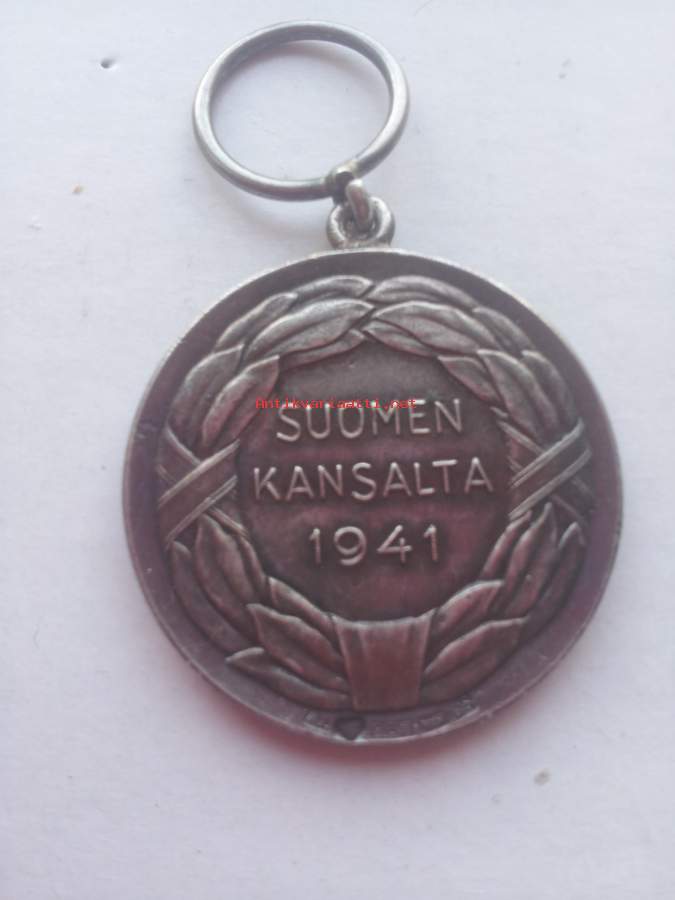 Antikvariaatti.net
SUOMEN
KANSALTA
1941